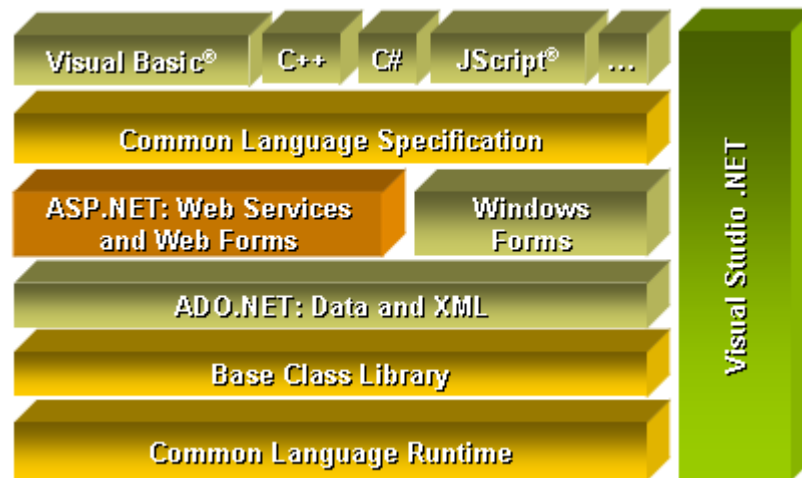 Visual Basic®
C++
C#
JScript®
...
Common Language Specification
ASP.NET: Web Services
and Web Forms
Windows
Forms
ADO.NET: Data and XML
Base Class Library
Common Language Runtime
Visual Studio .NET